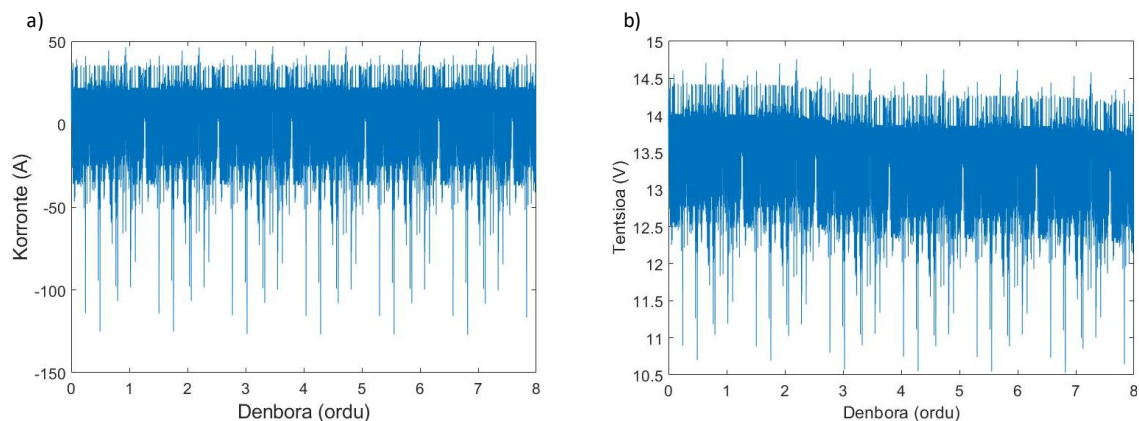 a)
50
0
-50
-100
-150
Korronte (A)
0 1 2 3 4 5 6 7 8
Denbora (ordu)
b)
15
14.5
14
13.5
13
12.5
12
11.5
11
10.5
Tentsioa (V)
0 1 2 3 4 5 6 7 8
Denbora (ordu)